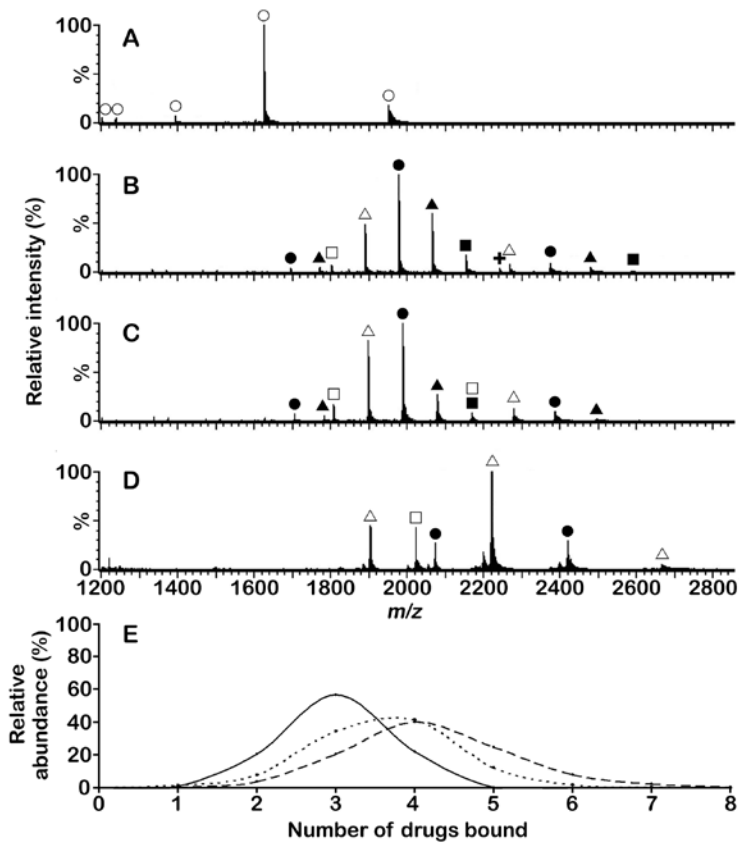 100
A
%
0
100
B
%
0
100
C
%
0
Relative intensity (%)
100
D
%
0
1200 1400 1600 1800 2000 2200 2400 2600 2800
m/z
100
E
80
60
40
20
0
Relative
abundance (%)
0 1 2 3 4 5 6 7 8
Number of drugs bound